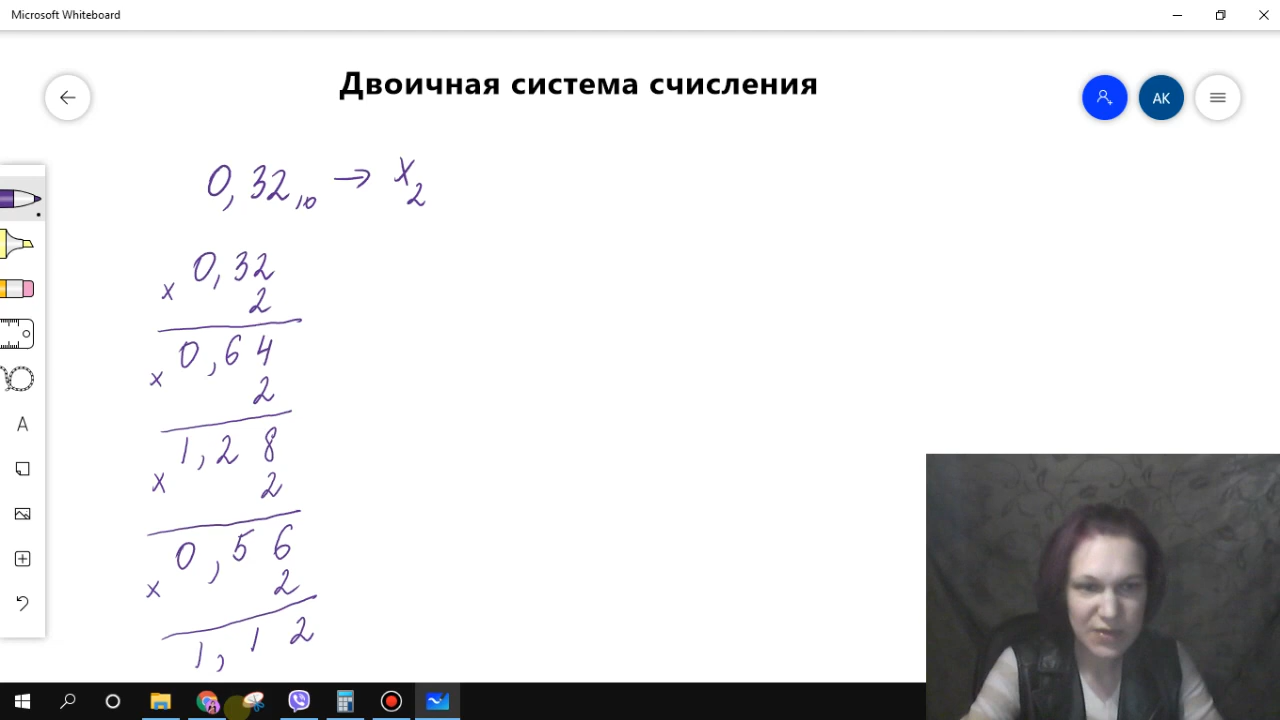 Microsoft Whiteboard
Двоичная система счисления
АК
0,32₁₀ → X₂
x 0,32
2
x 0,64
2
x 1,28
2
x 0,56
2
1,12
A